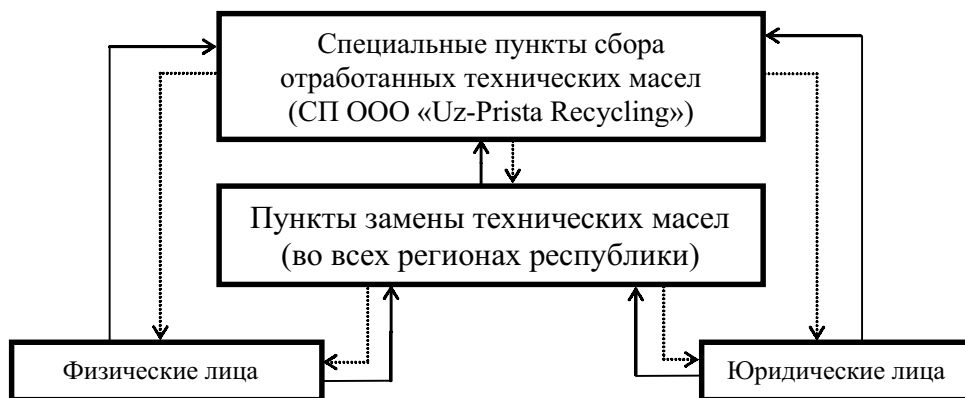 Специальные пункты сбора
отработанных технических масел
(СП ООО «Uz-Prista Recycling»)
Пункты замены технических масел
(во всех регионах республики)
Физические лица
Юридические лица